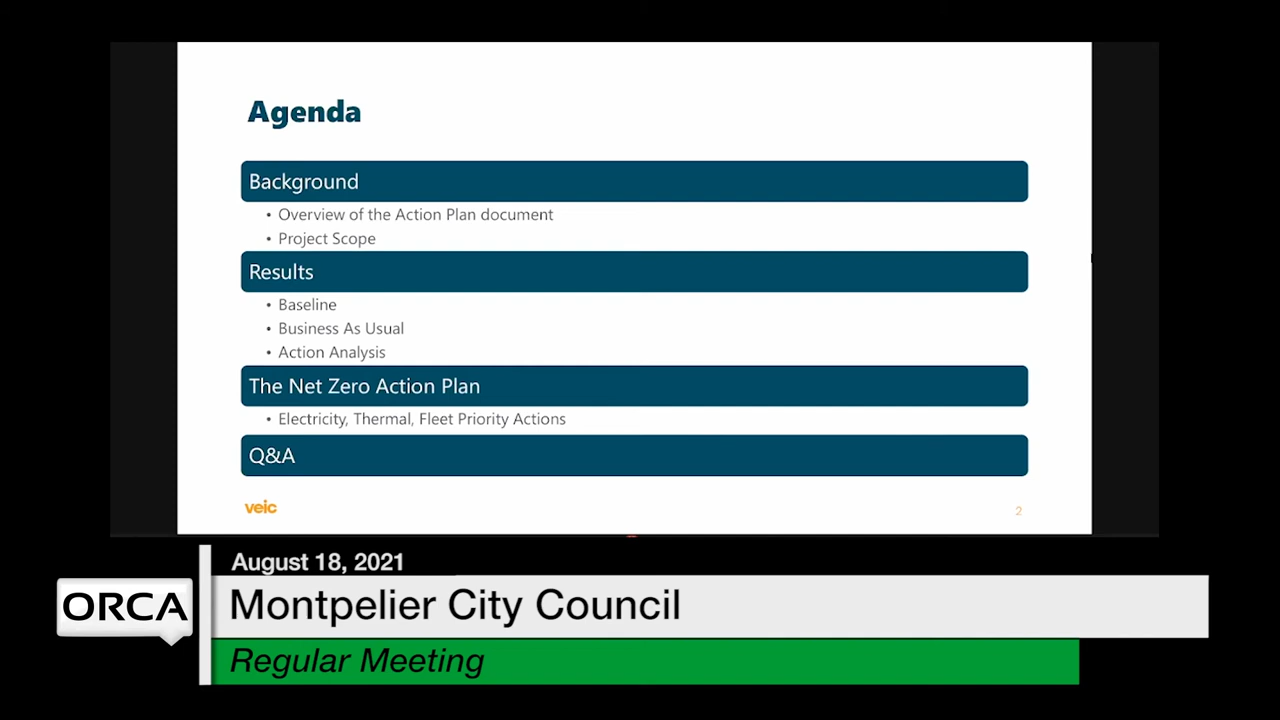 Agenda
Background
• Overview of the Action Plan document
• Project Scope
Results
• Baseline
• Business As Usual
• Action Analysis
The Net Zero Action Plan
• Electricity, Thermal, Fleet Priority Actions
Q&A
veic
2
August 18, 2021
ORCA
Montpelier City Council
Regular Meeting